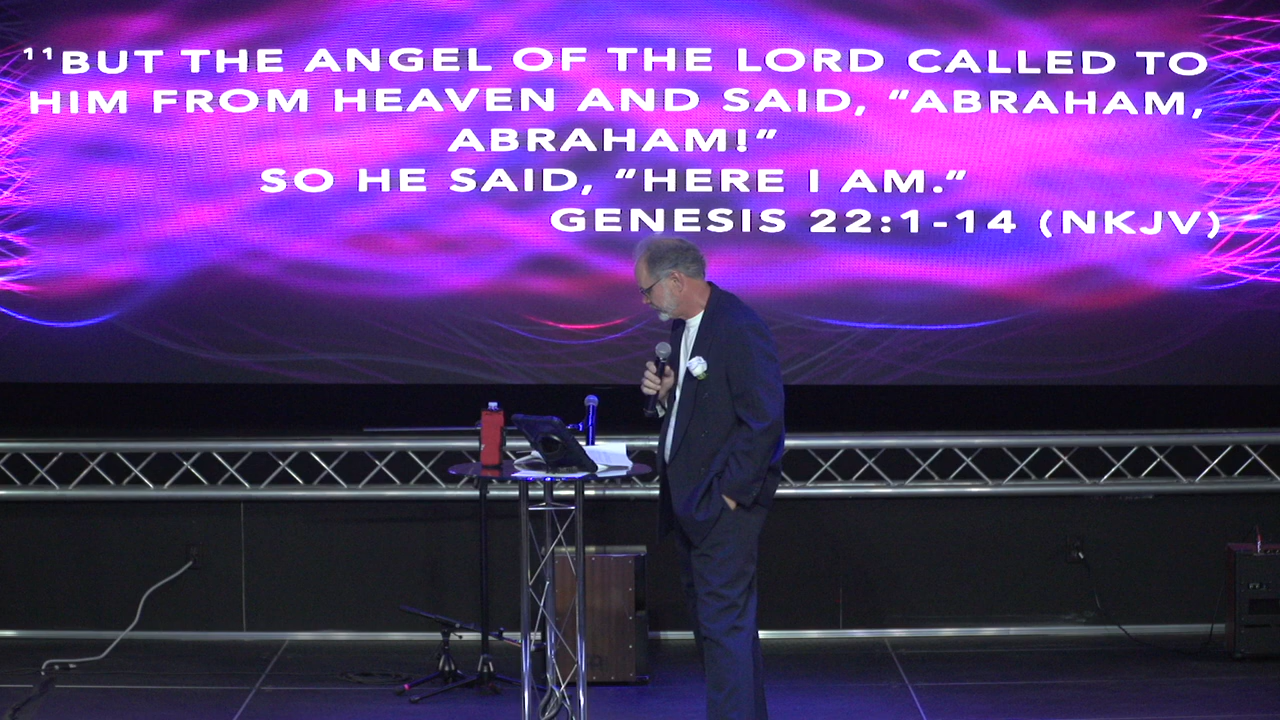 ¹¹BUT THE ANGEL OF THE LORD CALLED TO
HIM FROM HEAVEN AND SAID, “ABRAHAM,
ABRAHAM!”
SO HE SAID, “HERE I AM.”
GENESIS 22:1-14 (NKJV)